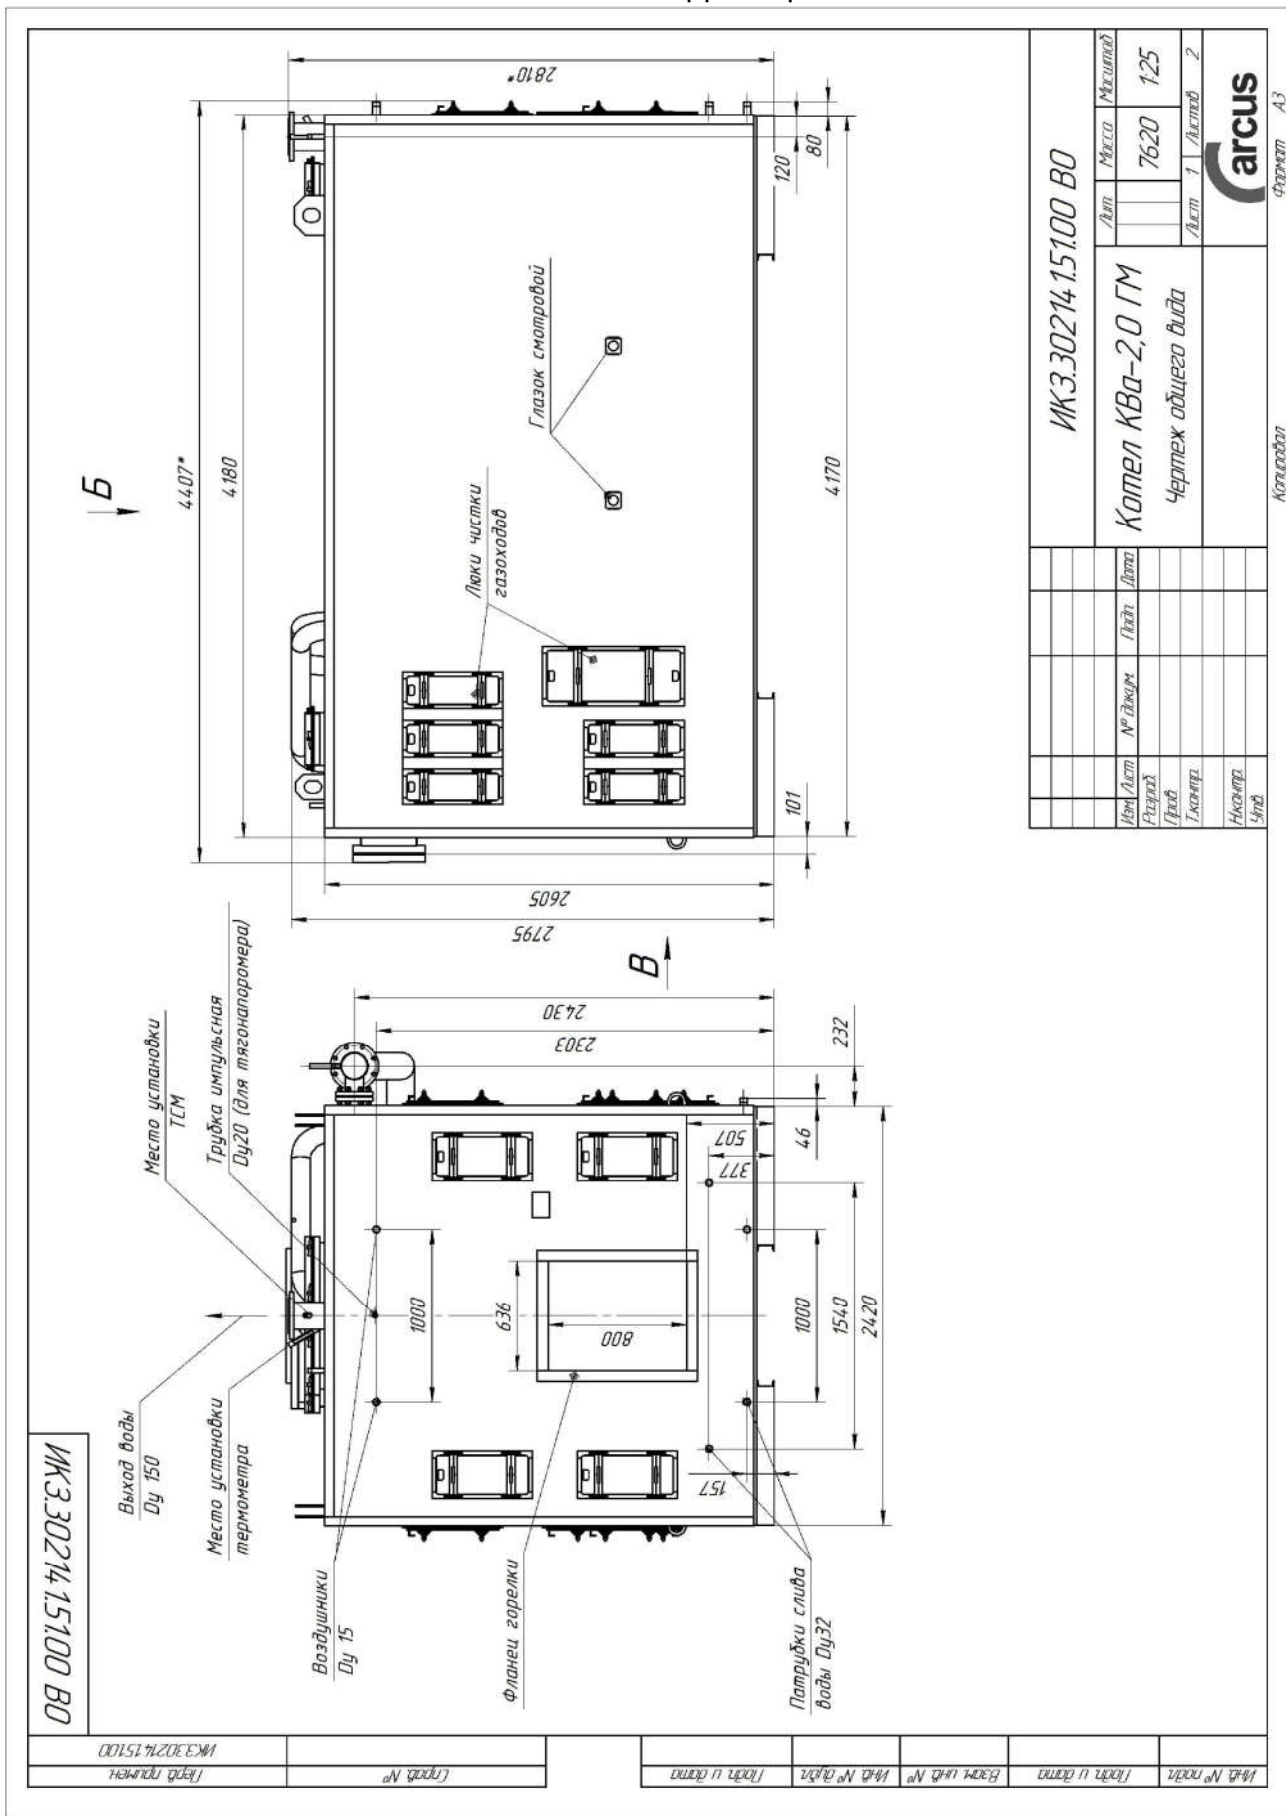 ИКЗ.30214.151.00 ВО
Перв. примен.
ИКЗ.30214.151.00
Справ. №
Подп. и дата
Инв. № дубл.
Взам. инв. №
Подп. и дата
Инв. № подл.
Выход воды
Dу 150
Место установки
термометра
Воздушники
Dу 15
Место установки
ТСМ
Трубка импульсная
Dу20 (для тягонапоромера)
Фланец горелки
Патрубки слива
воды Dу32
1000
636
800
2303
2430
507
377
157
46
232
1000
1540
2420
В
Б
4407*
4180
2810*
2795
2605
Люки чистки
газоходов
Глазок смотровой
101
4170
120
80
ИКЗ.30214.151.00 ВО
Котел КВа-2,0 ГМ
Чертеж общего вида
Лит.
Масса
Масштаб
7620
1:25
Лист 1
Листов 2
Изм.
Лист
№ докум.
Подп.
Дата
Разраб.
Пров.
Т.контр.
Н.контр.
Утв.
arcus
Копировал
Формат А3